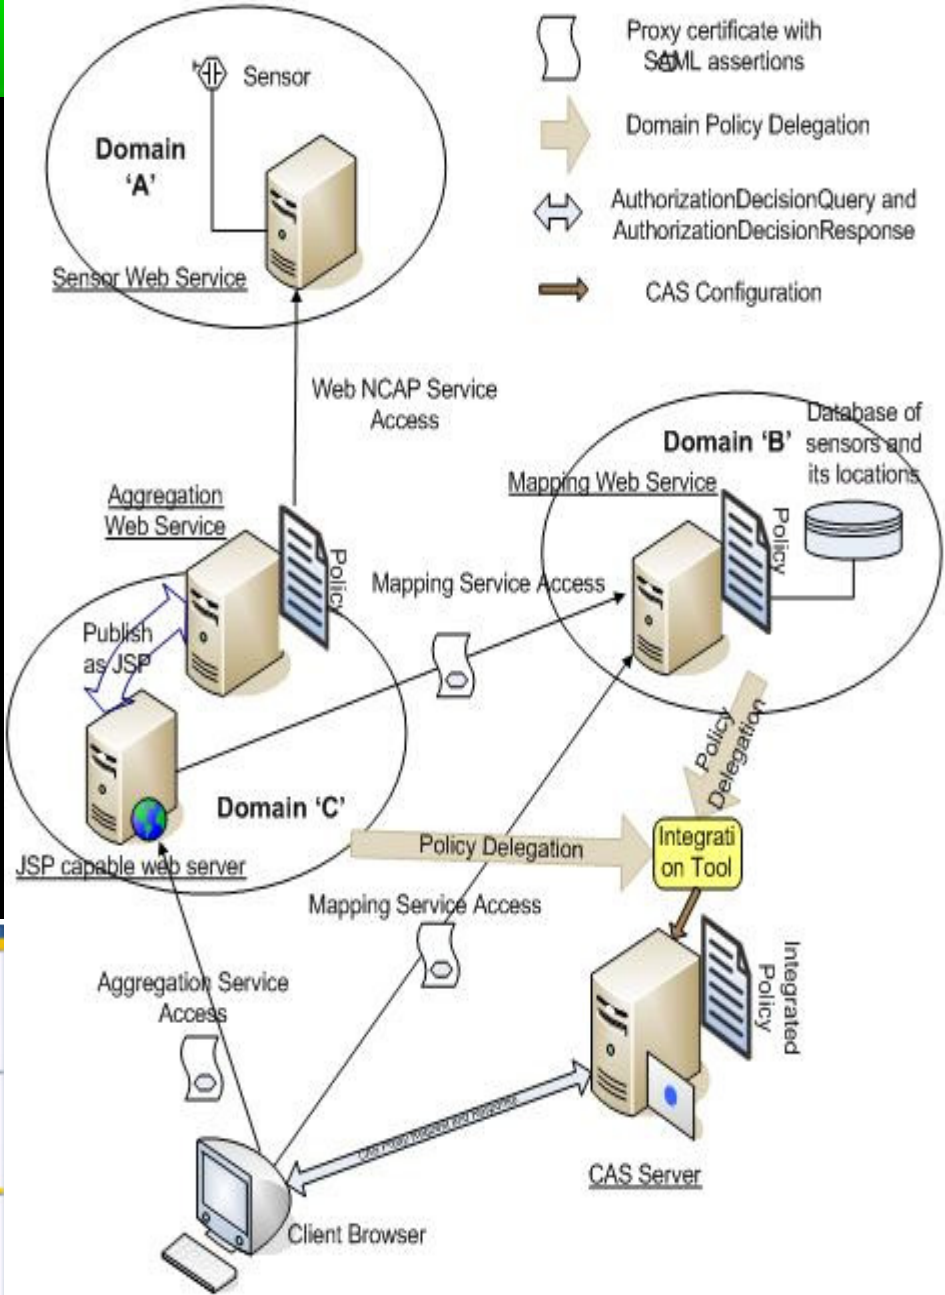 Proxy certificate with
SAML assertions
Domain Policy Delegation
AuthorizationDecisionQuery and
AuthorizationDecisionResponse
CAS Configuration
Sensor
Domain
'A'
Sensor Web Service
Web NCAP Service
Access
Domain 'B'
Database of
sensors and
its locations
Mapping Web Service
Policy
Aggregation
Web Service
Policy
Mapping Service Access
Publish
as JSP
Domain 'C'
JSP capable web server
Policy
Delegation
Policy Delegation
Integrati
on Tool
Mapping Service Access
Integrated
Policy
Aggregation Service
Access
CAS Server
Client Browser